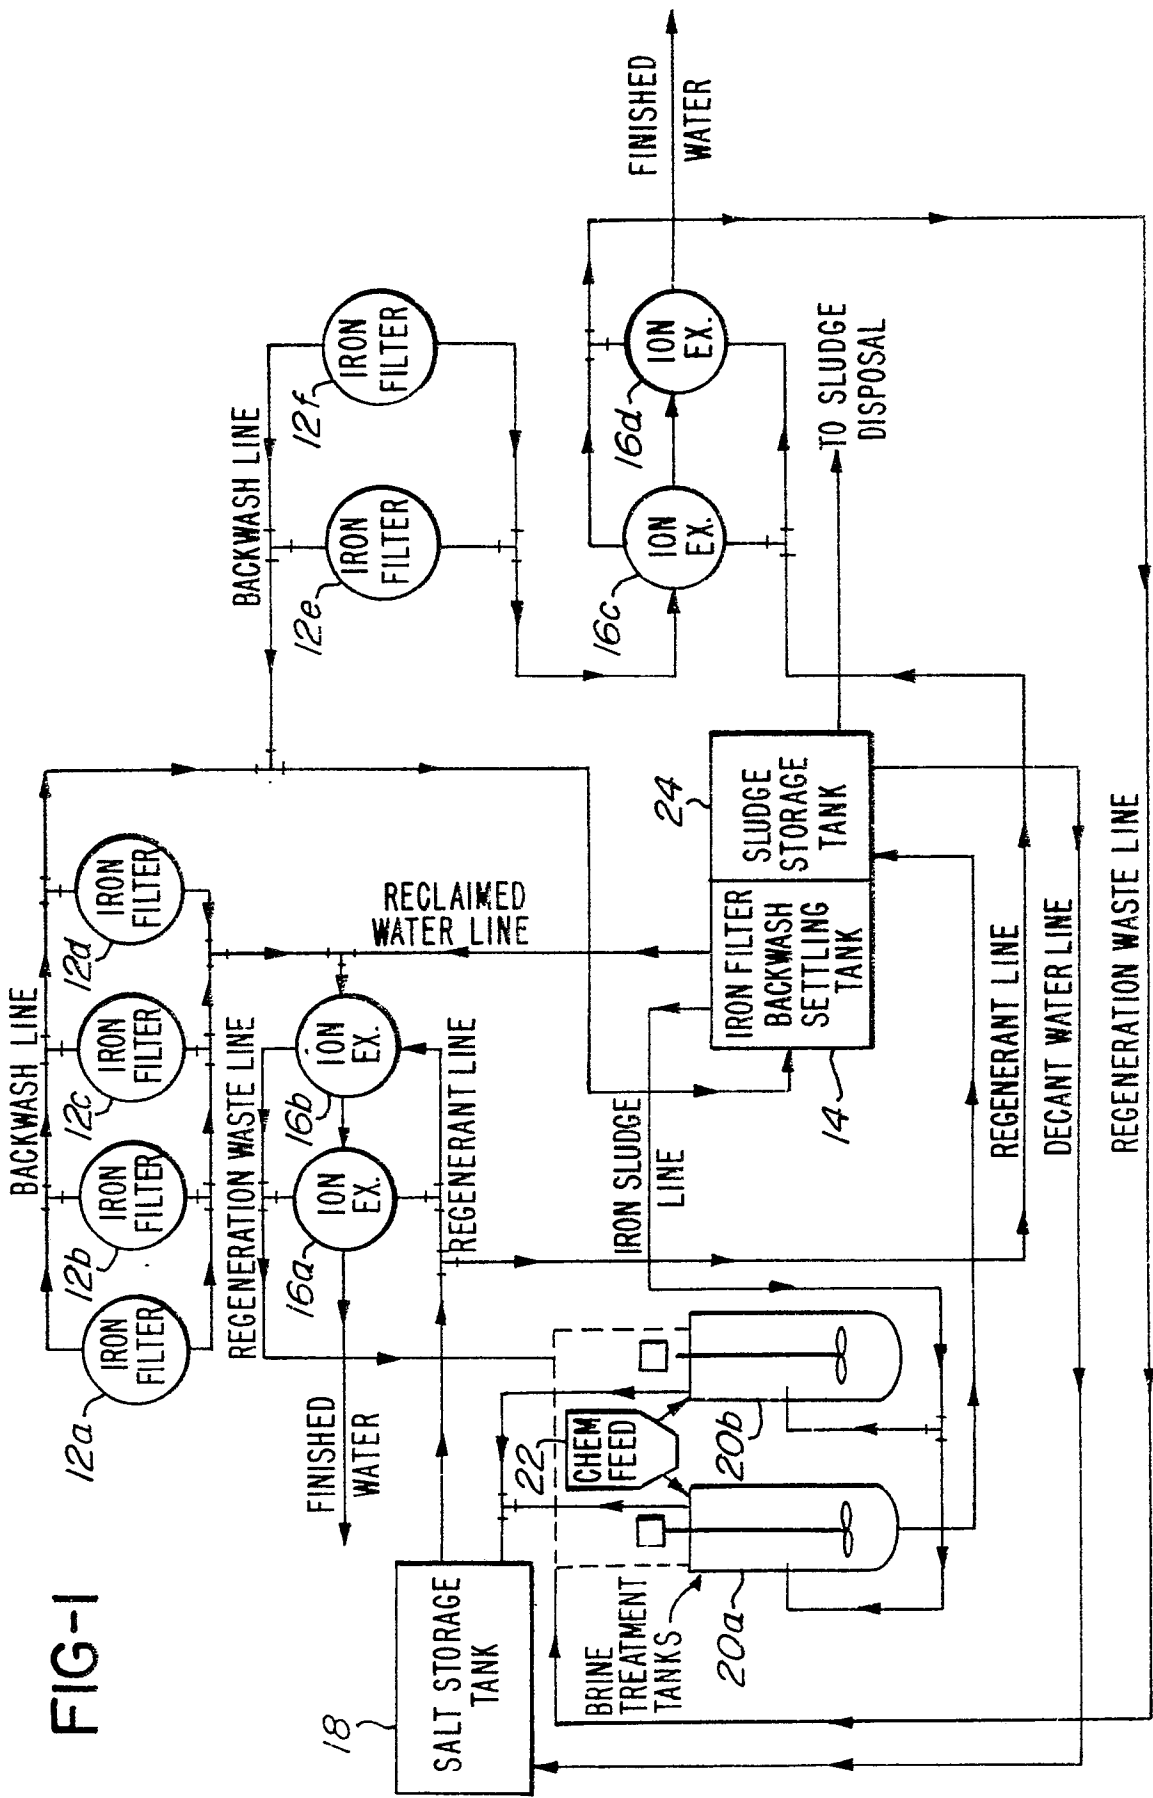 FIG-1
BACKWASH LINE
IRON
FILTER
12a
IRON
FILTER
12b
IRON
FILTER
12c
IRON
FILTER
12d
BACKWASH LINE
IRON
FILTER
12e
IRON
FILTER
12f
REGENERATION WASTE LINE
ION
EX.
16a
ION
EX.
16b
RECLAIMED
WATER LINE
FINISHED
WATER
REGENERANT LINE
ION
EX.
16c
ION
EX.
16d
FINISHED
WATER
18
SALT STORAGE
TANK
22
CHEM
FEED
BRINE
TREATMENT
TANKS
20a
20b
IRON SLUDGE
LINE
IRON FILTER
BACKWASH
SETTLING
TANK
14
SLUDGE
STORAGE
TANK
24
TO SLUDGE
DISPOSAL
REGENERANT LINE
DECANT WATER LINE
REGENERATION WASTE LINE